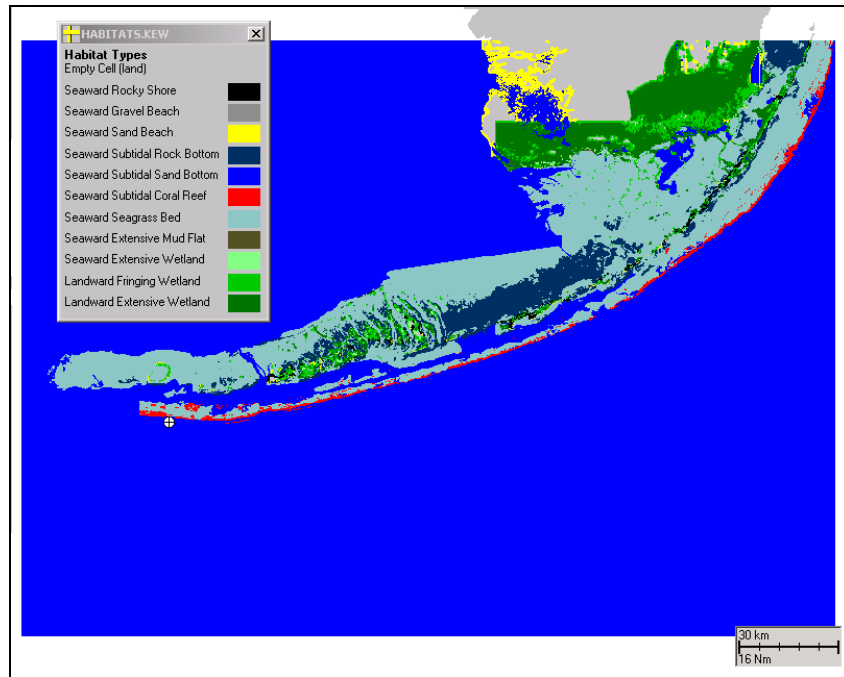 HABITATS.KEW
Habitat Types
Empty Cell (land)
Seaward Rocky Shore
Seaward Gravel Beach
Seaward Sand Beach
Seaward Subtidal Rock Bottom
Seaward Subtidal Sand Bottom
Seaward Subtidal Coral Reef
Seaward Seagrass Bed
Seaward Extensive Mud Flat
Seaward Extensive Wetland
Landward Fringing Wetland
Landward Extensive Wetland
30 km
16 Nm